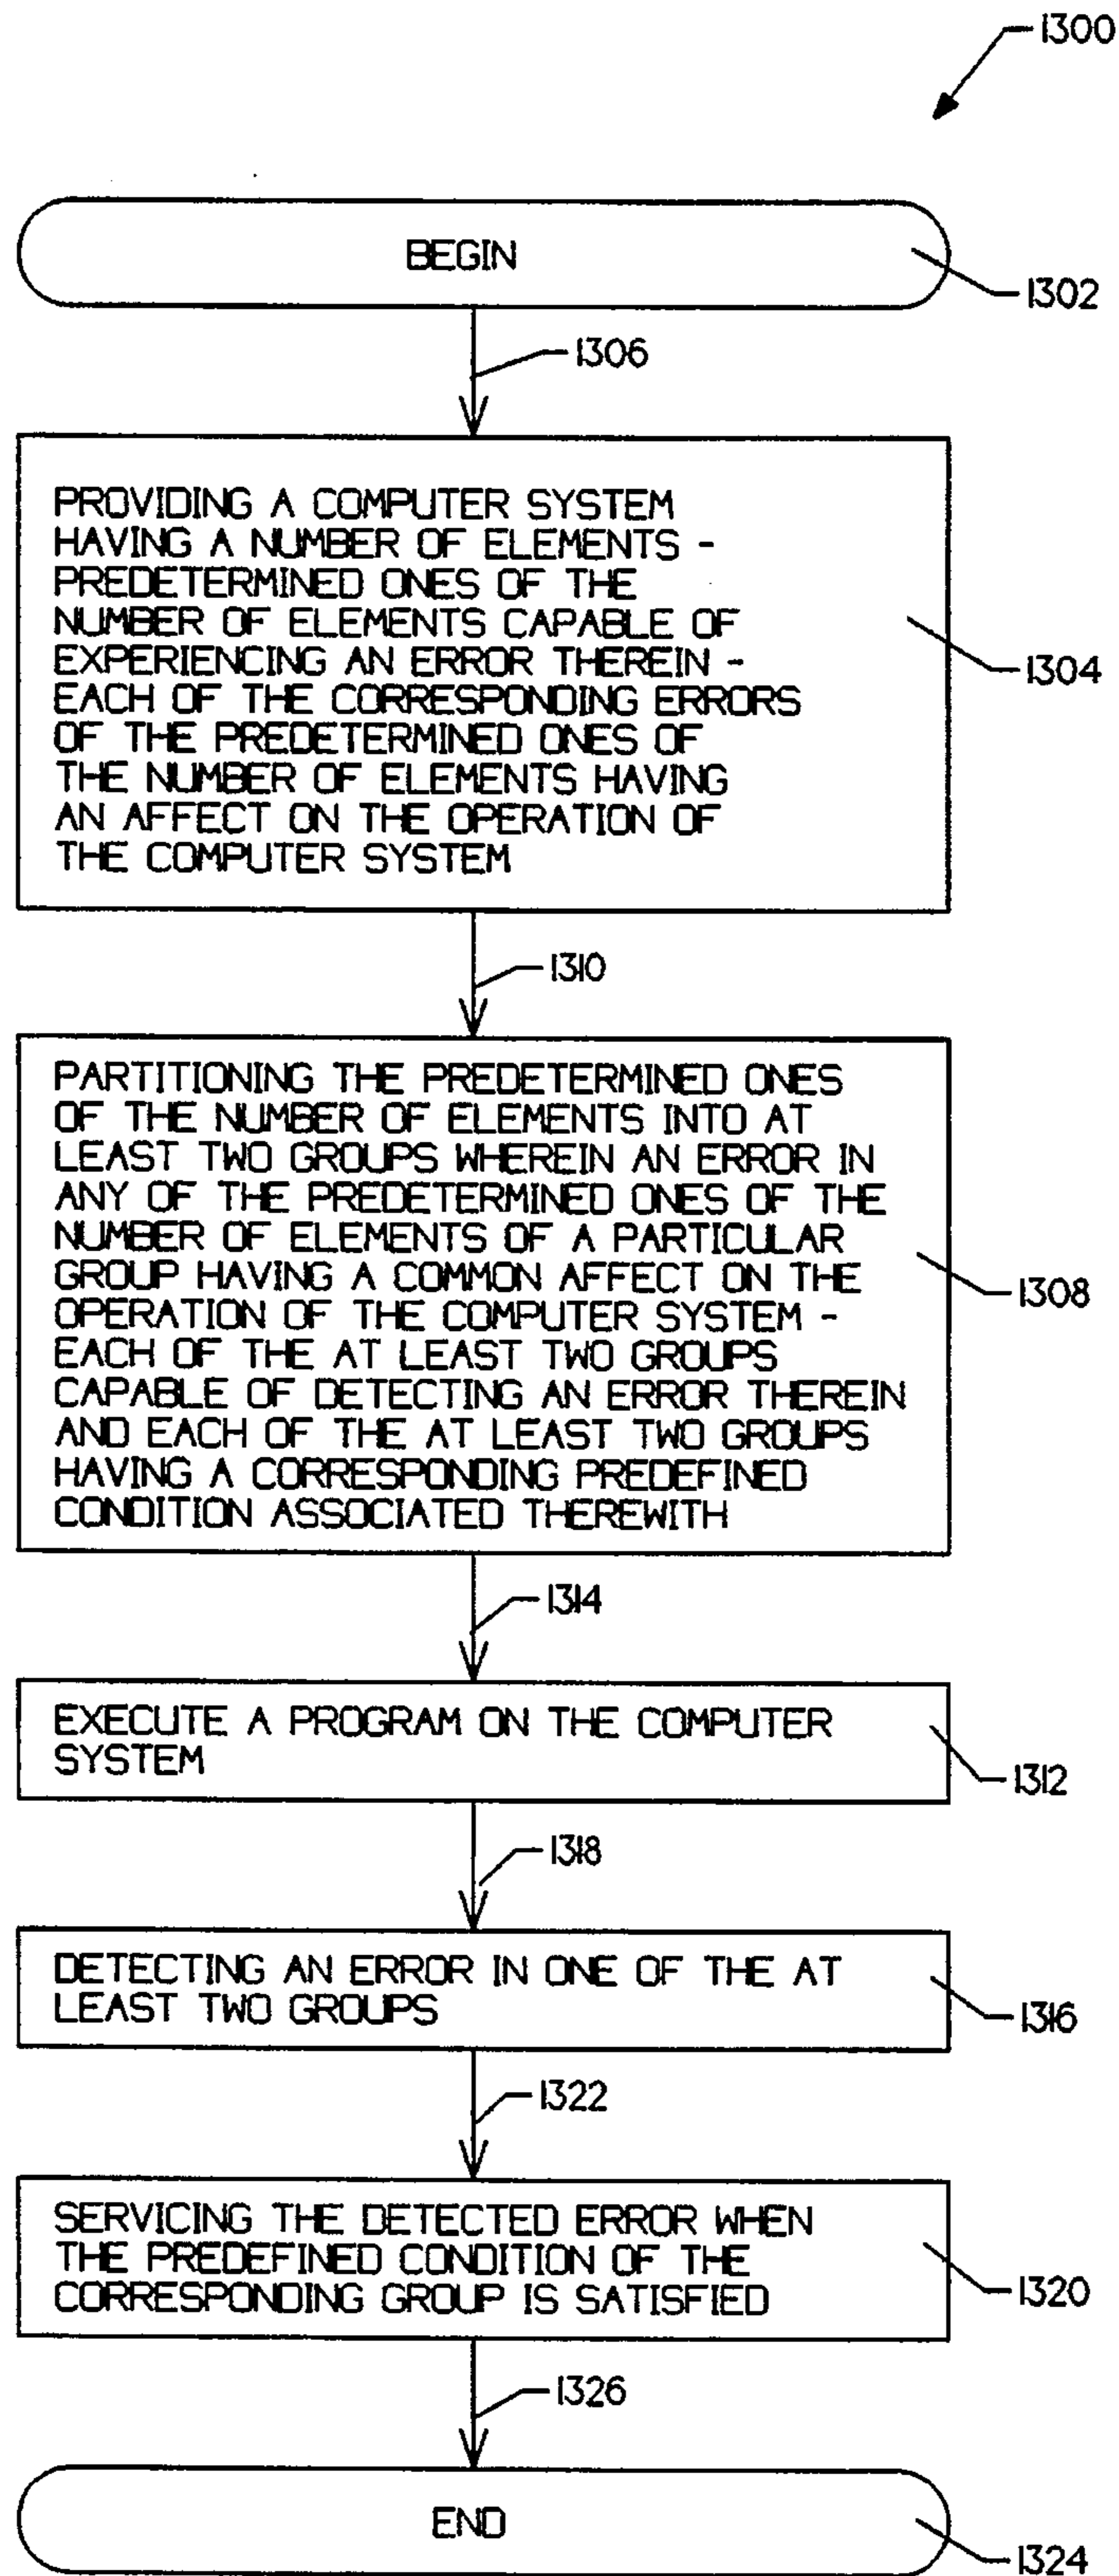 1300
BEGIN
1302
1306
PROVIDING A COMPUTER SYSTEM
HAVING A NUMBER OF ELEMENTS -
PREDETERMINED ONES OF THE
NUMBER OF ELEMENTS CAPABLE OF
EXPERIENCING AN ERROR THEREIN -
EACH OF THE CORRESPONDING ERRORS
OF THE PREDETERMINED ONES OF
THE NUMBER OF ELEMENTS HAVING
AN AFFECT ON THE OPERATION OF
THE COMPUTER SYSTEM
1304
1310
PARTITIONING THE PREDETERMINED ONES
OF THE NUMBER OF ELEMENTS INTO AT
LEAST TWO GROUPS WHEREIN AN ERROR IN
ANY OF THE PREDETERMINED ONES OF THE
NUMBER OF ELEMENTS OF A PARTICULAR
GROUP HAVING A COMMON AFFECT ON THE
OPERATION OF THE COMPUTER SYSTEM -
EACH OF THE AT LEAST TWO GROUPS
CAPABLE OF DETECTING AN ERROR THEREIN
AND EACH OF THE AT LEAST TWO GROUPS
HAVING A CORRESPONDING PREDEFINED
CONDITION ASSOCIATED THEREWITH
1308
1314
EXECUTE A PROGRAM ON THE COMPUTER
SYSTEM
1312
1318
DETECTING AN ERROR IN ONE OF THE AT
LEAST TWO GROUPS
1316
1322
SERVICING THE DETECTED ERROR WHEN
THE PREDEFINED CONDITION OF THE
CORRESPONDING GROUP IS SATISFIED
1320
1326
END
1324